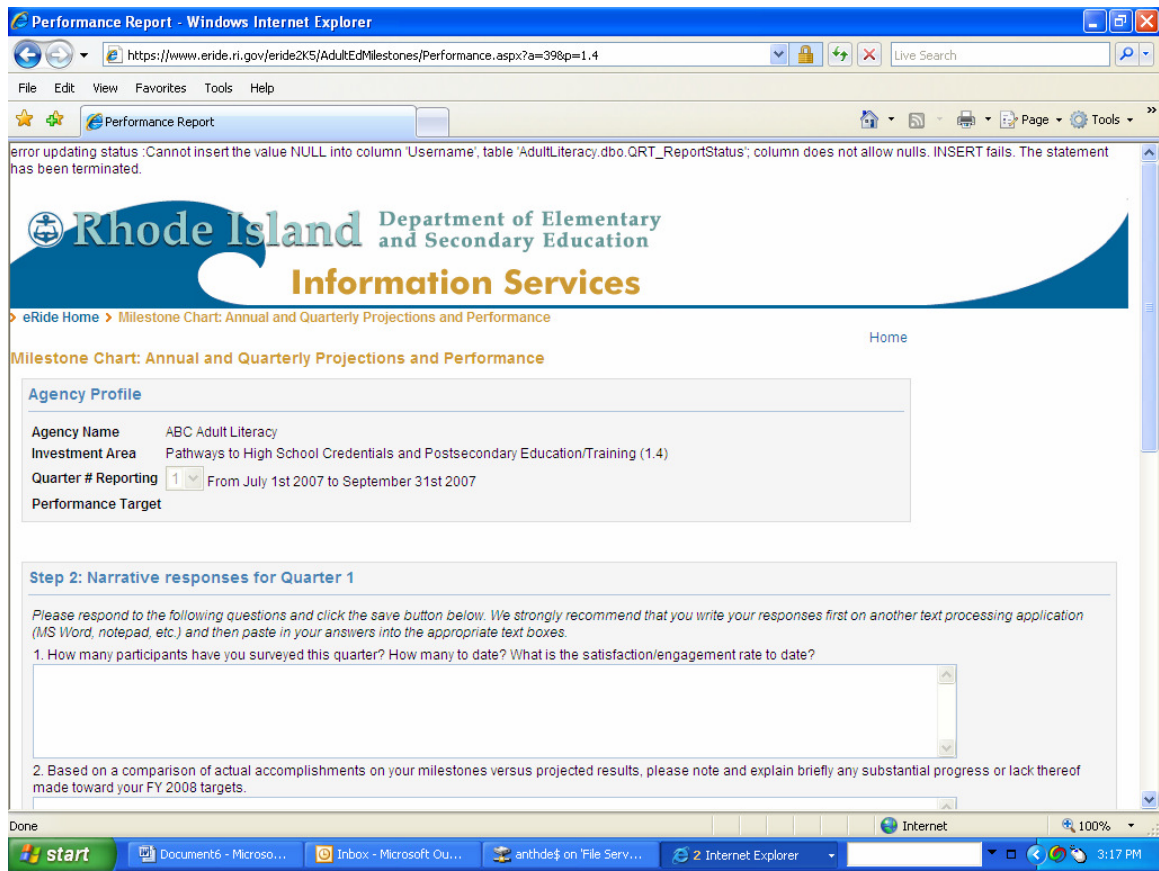 Performance Report - Windows Internet Explorer
https://www.eride.ri.gov/eride2K5/AdultEdMilestones/Performance.aspx?a=39&p=1.4
Live Search
File Edit View Favorites Tools Help
Performance Report
Page Tools
error updating status :Cannot insert the value NULL into column 'Username', table 'AdultLiteracy.dbo.QRT_ReportStatus'; column does not allow nulls. INSERT fails. The statement
has been terminated.
Rhode Island Department of Elementary
and Secondary Education
Information Services
> eRide Home > Milestone Chart: Annual and Quarterly Projections and Performance
Home
Milestone Chart: Annual and Quarterly Projections and Performance
Agency Profile
Agency Name ABC Adult Literacy
Investment Area Pathways to High School Credentials and Postsecondary Education/Training (1.4)
Quarter # Reporting 1 From July 1st 2007 to September 31st 2007
Performance Target
Step 2: Narrative responses for Quarter 1
Please respond to the following questions and click the save button below. We strongly recommend that you write your responses first on another text processing application
(MS Word, notepad, etc.) and then paste in your answers into the appropriate text boxes.
1. How many participants have you surveyed this quarter? How many to date? What is the satisfaction/engagement rate to date?
2. Based on a comparison of actual accomplishments on your milestones versus projected results, please note and explain briefly any substantial progress or lack thereof
made toward your FY 2008 targets.
Done Internet 100%
start Document6 - Microso... Inbox - Microsoft Ou... anthde$ on 'File Serv... 2 Internet Explorer 3:17 PM